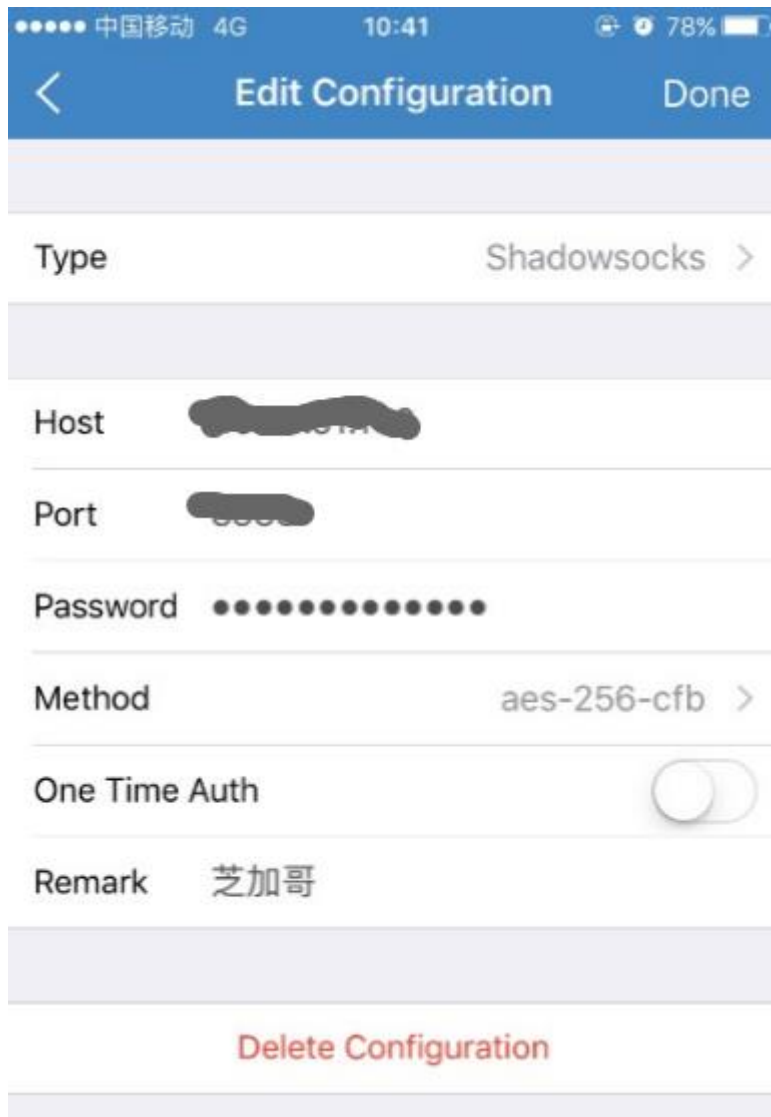 中国移动 4G 10:41 78%
Edit Configuration Done
Type Shadowsocks
Host
Port
Password ●●●●●●●●●●●●●
Method aes-256-cfb
One Time Auth
Remark 芝加哥
Delete Configuration